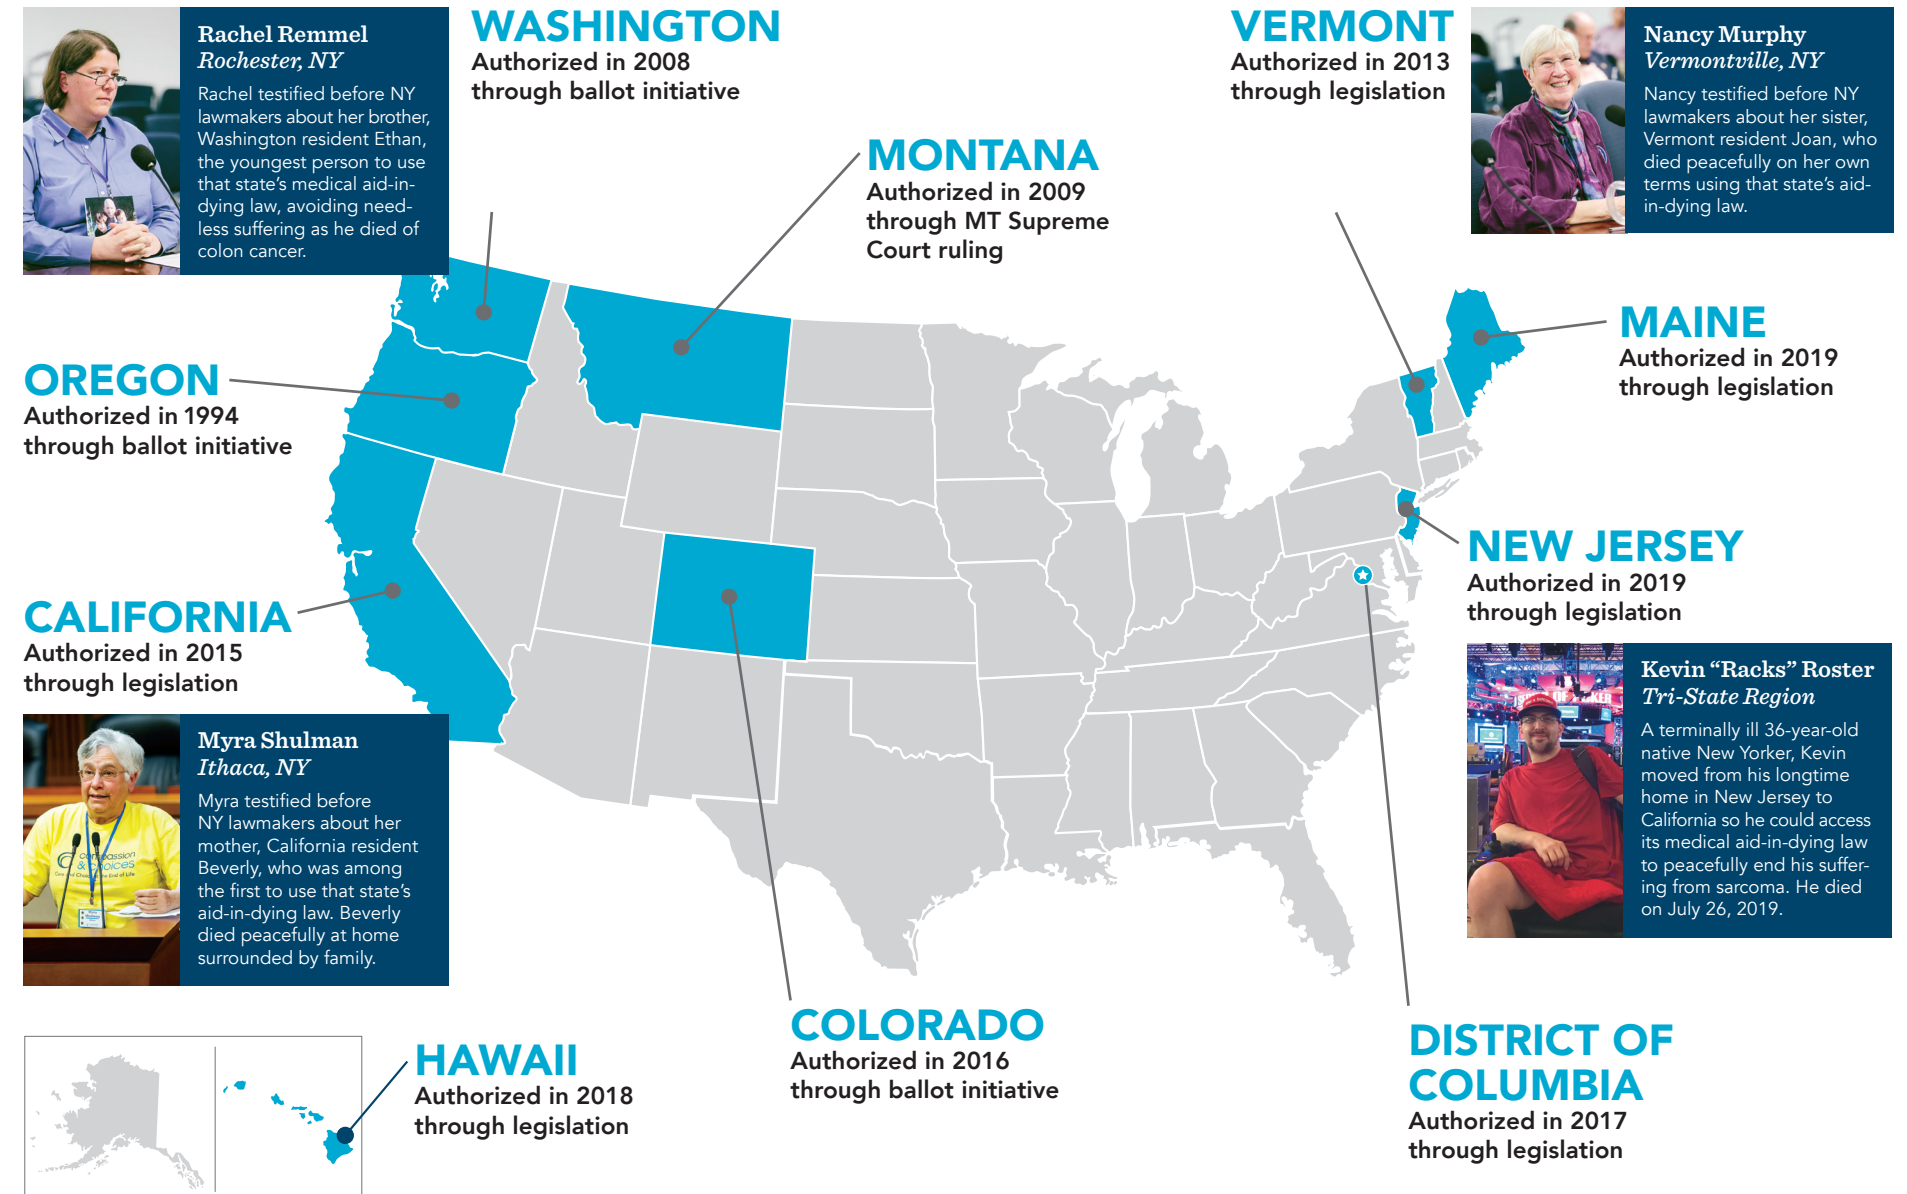 Rachel Remmel
Rochester, NY
Rachel testified before NY
lawmakers about her brother,
Washington resident Ethan,
the youngest person to use
that state's medical aid-in-
dying law, avoiding need-
less suffering as he died of
colon cancer.
WASHINGTON
Authorized in 2008
through ballot initiative
MONTANA
Authorized in 2009
through MT Supreme
Court ruling
VERMONT
Authorized in 2013
through legislation
Nancy Murphy
Vermontville, NY
Nancy testified before NY
lawmakers about her sister,
Vermont resident Joan, who
died peacefully on her own
terms using that state's aid-
in-dying law.
MAINE
Authorized in 2019
through legislation
OREGON
Authorized in 1994
through ballot initiative
NEW JERSEY
Authorized in 2019
through legislation
CALIFORNIA
Authorized in 2015
through legislation
Kevin “Racks” Roster
Tri-State Region
A terminally ill 36-year-old
native New Yorker, Kevin
moved from his longtime
home in New Jersey to
California so he could access
its medical aid-in-dying law
to peacefully end his suffer-
ing from sarcoma. He died
on July 26, 2019.
Myra Shulman
Ithaca, NY
Myra testified before
NY lawmakers about her
mother, California resident
Beverly, who was among
the first to use that state's
aid-in-dying law. Beverly
died peacefully at home
surrounded by family.
HAWAII
Authorized in 2018
through legislation
COLORADO
Authorized in 2016
through ballot initiative
DISTRICT OF
COLUMBIA
Authorized in 2017
through legislation